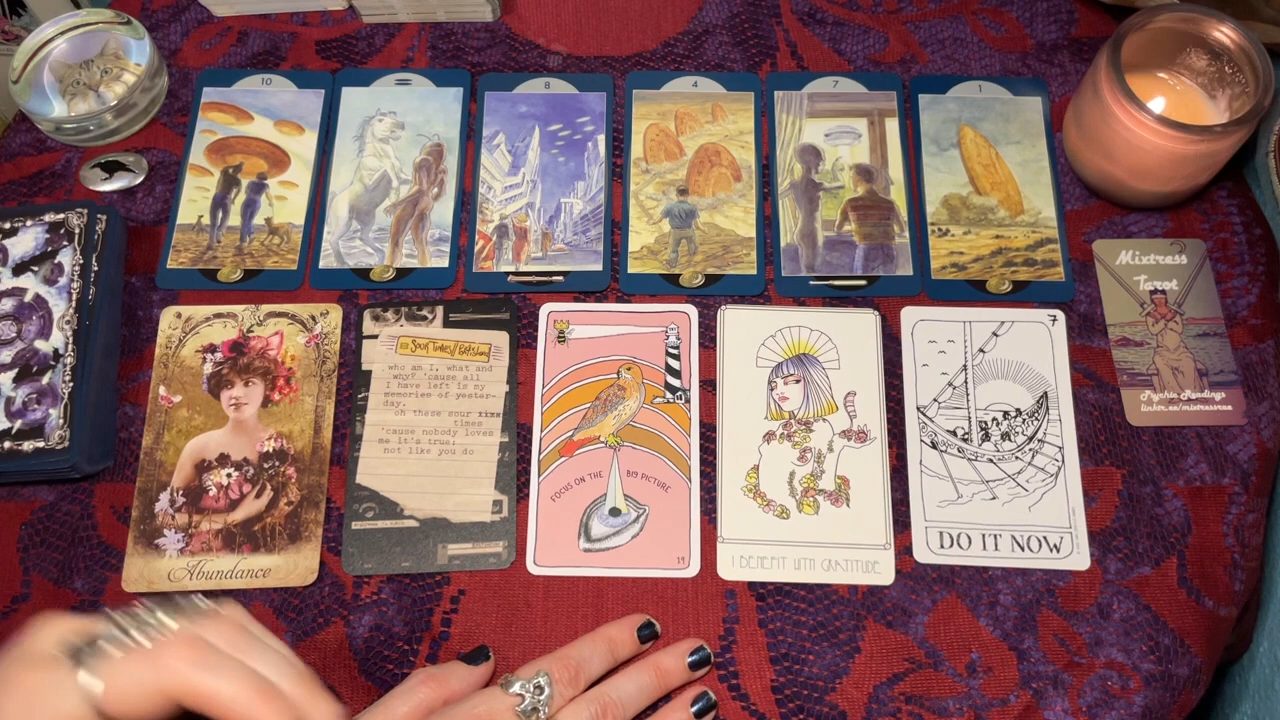 10
8
4
7
1
Mixtress
Tarot
Psychic Readings
linktr.ee/mixtressrae
Abundance
Sour Times // Portishead
who am I, what and
why? 'cause all
I have left is my
memories of yester-
day.
oh these sour xxxx
times
'cause nobody loves
me it's true;
not like you do
FOCUS ON THE BIG PICTURE
19
I BENEFIT WITH GRATITUDE
7
DO IT NOW